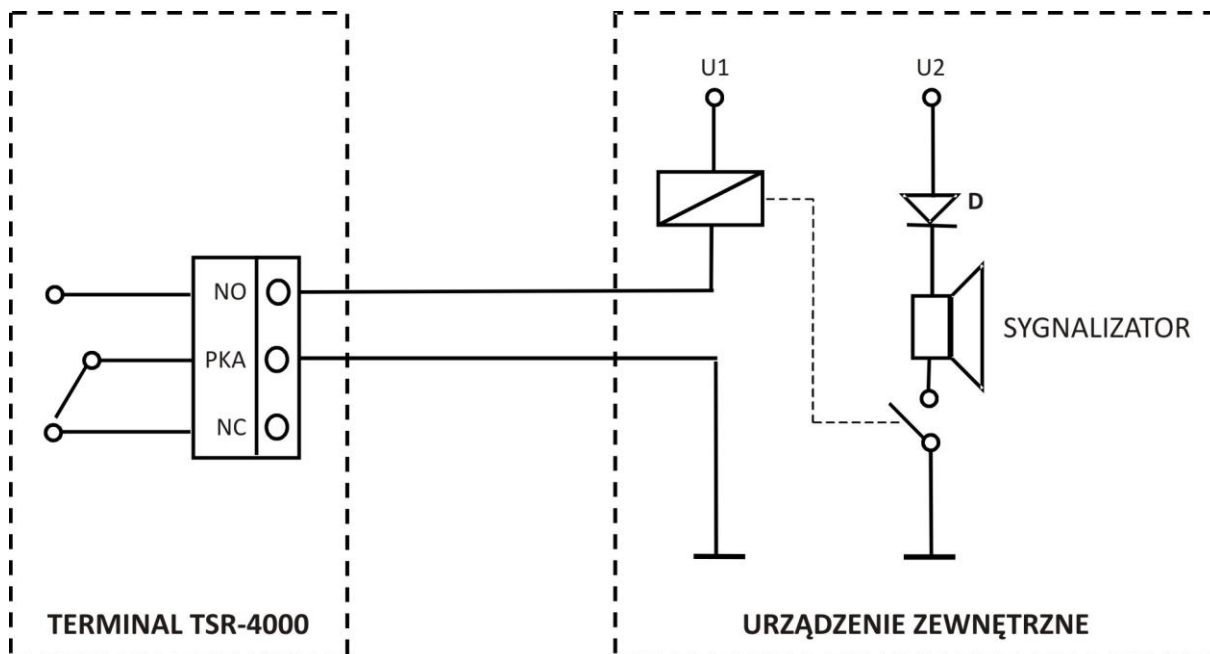 U1
U2
D
NO
PKA
NC
SYGNALIZATOR
TERMINAL TSR-4000
URZĄDZENIE ZEWNĘTRZNE